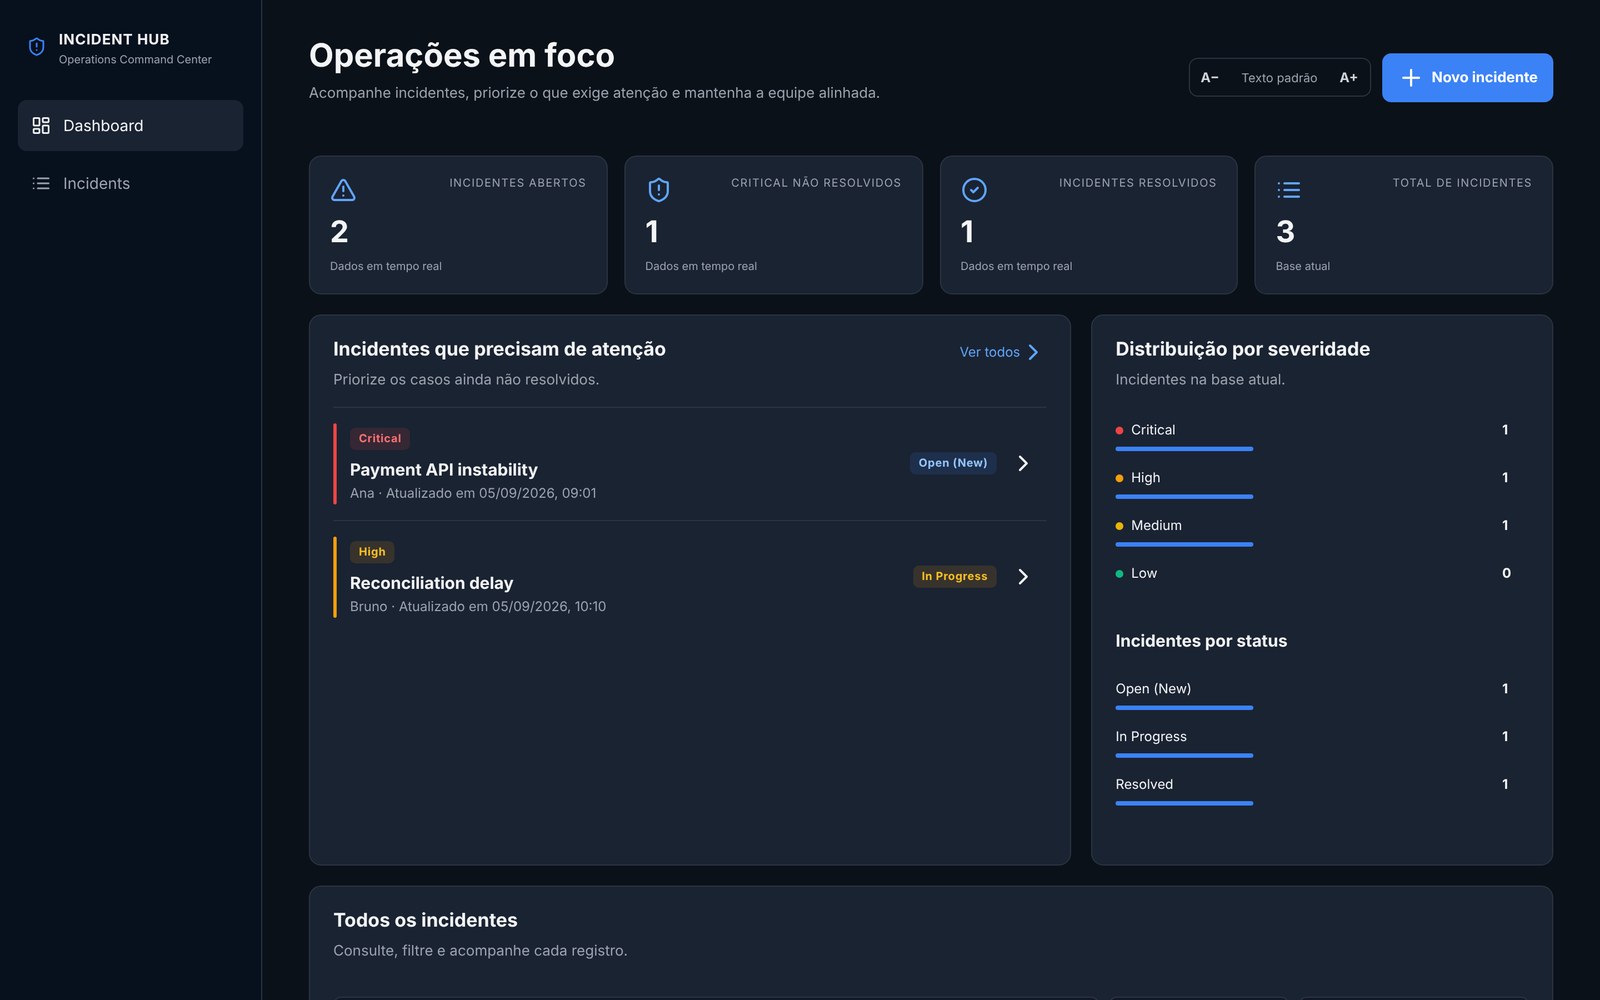 INCIDENT HUB
Operations Command Center
Dashboard
Incidents
Operações em foco
Acompanhe incidentes, priorize o que exige atenção e mantenha a equipe alinhada.
A−
Texto padrão
A+
Novo incidente
INCIDENTES ABERTOS
2
Dados em tempo real
CRITICAL NÃO RESOLVIDOS
1
Dados em tempo real
INCIDENTES RESOLVIDOS
1
Dados em tempo real
TOTAL DE INCIDENTES
3
Base atual
Incidentes que precisam de atenção
Ver todos
Priorize os casos ainda não resolvidos.
Critical
Payment API instability
Ana · Atualizado em 05/09/2026, 09:01
Open (New)
High
Reconciliation delay
Bruno · Atualizado em 05/09/2026, 10:10
In Progress
Distribuição por severidade
Incidentes na base atual.
Critical 1
High 1
Medium 1
Low 0
Incidentes por status
Open (New) 1
In Progress 1
Resolved 1
Todos os incidentes
Consulte, filtre e acompanhe cada registro.